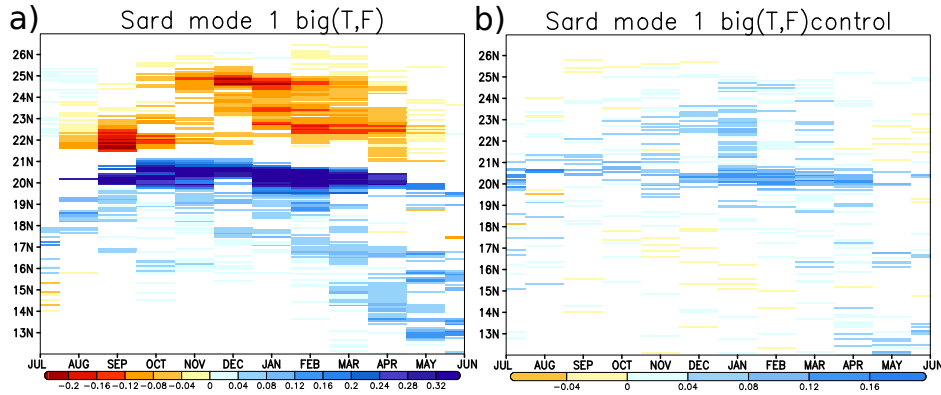 a) Sard mode 1 big(T,F)
26N
25N
24N
23N
22N
21N
20N
19N
18N
17N
16N
15N
14N
13N
JUL AUG SEP OCT NOV DEC JAN FEB MAR APR MAY JUN
-0.2 -0.16 -0.12 -0.08 -0.04 0 0.04 0.08 0.12 0.16 0.2 0.24 0.28 0.32
b) Sard mode 1 big(T,F)control
26N
25N
24N
23N
22N
21N
20N
19N
18N
17N
16N
15N
14N
13N
JUL AUG SEP OCT NOV DEC JAN FEB MAR APR MAY JUN
-0.04 0 0.04 0.08 0.12 0.16